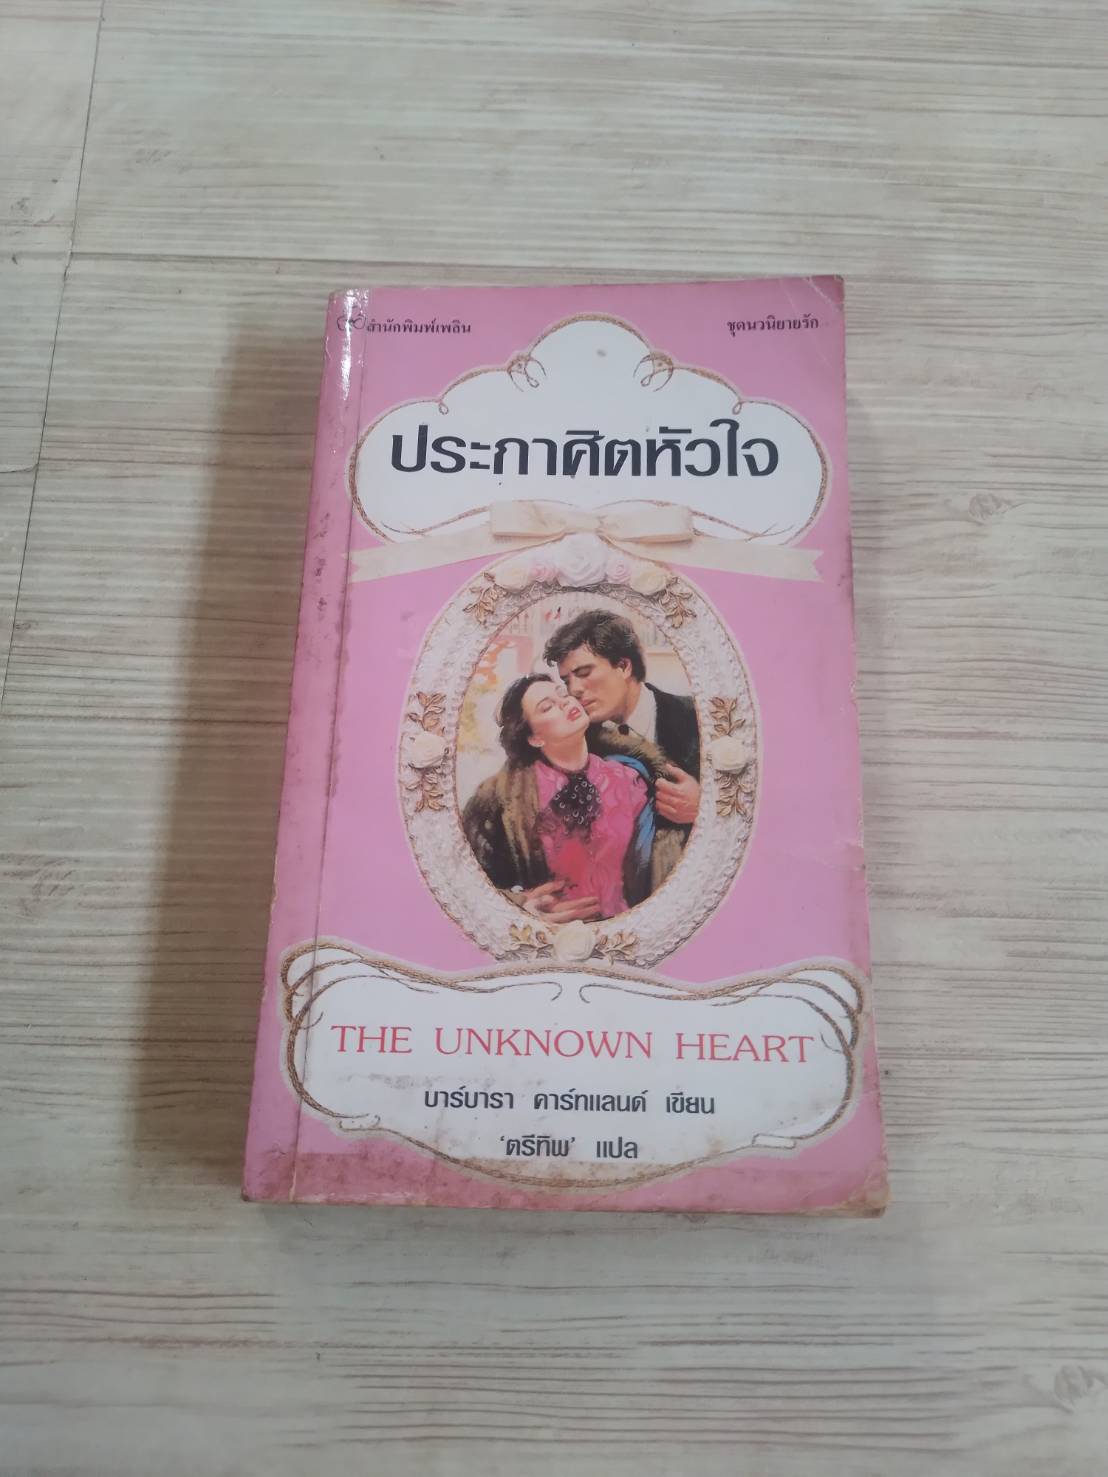 สำนักพิมพ์เพลิน
ชุดนวนิยายรัก
ประกาศิตหัวใจ
THE UNKNOWN HEART
บาร์บารา คาร์ทแลนด์ เขียน
‘ตรีทิพ’ แปล